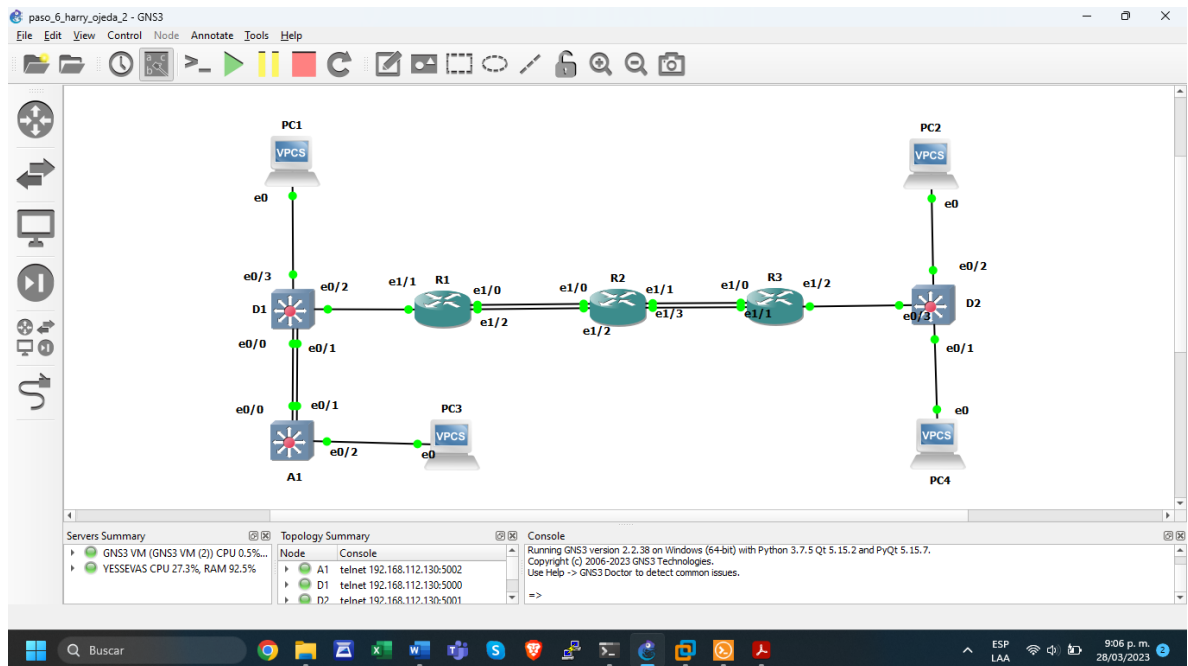 paso_6_harry_ojeda_2 - GNS3
File Edit View Control Node Annotate Tools Help
PC1
VPCS
e0
PC2
VPCS
e0
e0/3
e0/2
D1
e1/1
R1
e1/0
e1/2
e1/0
R2
e1/1
e1/2
e1/3
e1/0
R3
e1/2
e1/1
e0/2
D2
e0/3
e0/1
e0/0
e0/1
e0/0
e0/1
A1
e0/2
PC3
VPCS
e0
e0
VPCS
PC4
Servers Summary
GNS3 VM (GNS3 VM (2)) CPU 0.5%...
YESSEVAS CPU 27.3%, RAM 92.5%
Topology Summary
Node Console
A1 telnet 192.168.112.130:5002
D1 telnet 192.168.112.130:5000
D2 telnet 192.168.112.130:5001
Console
Running GNS3 version 2.2.38 on Windows (64-bit) with Python 3.7.5 Qt 5.15.2 and PyQt 5.15.7.
Copyright (c) 2006-2023 GNS3 Technologies.
Use Help -> GNS3 Doctor to detect common issues.
=>
Buscar
ESP
LAA
9:06 p. m.
28/03/2023
2